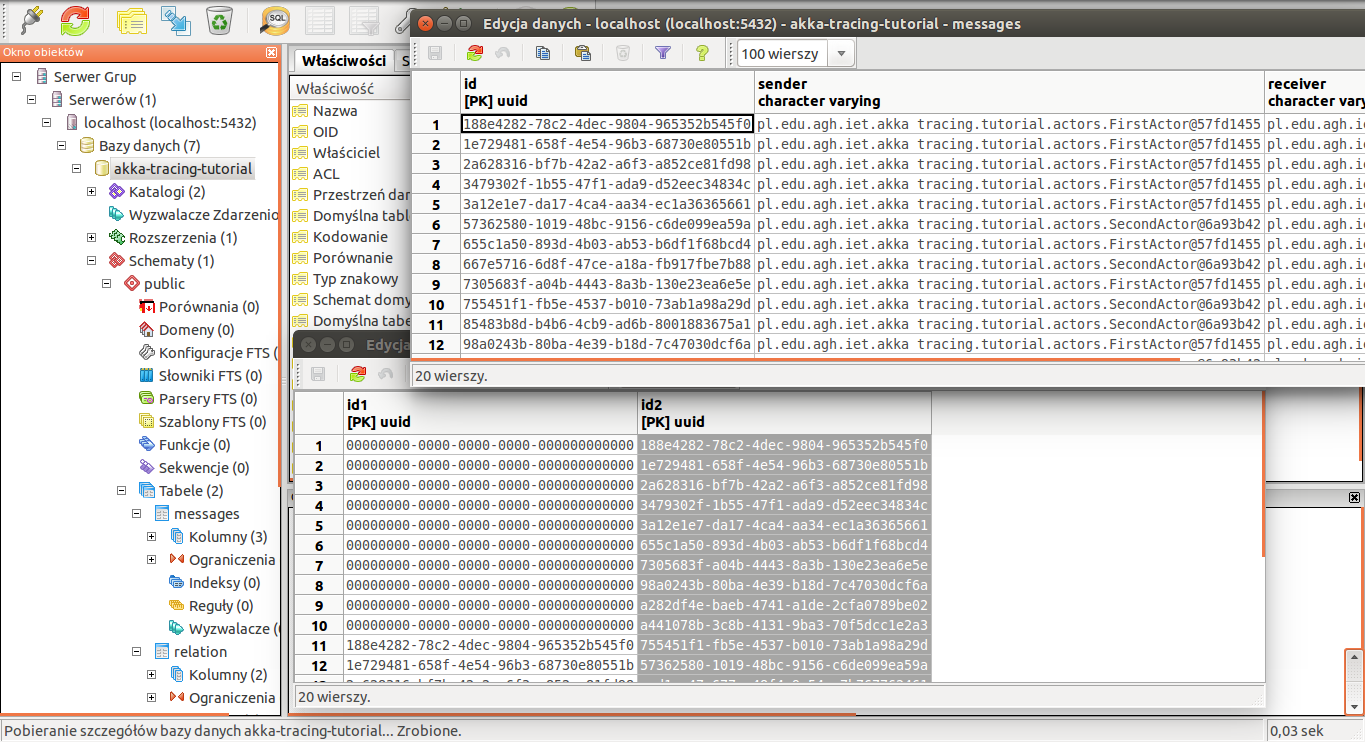 SQL
Okno obiektów
Serwer Grup
Serwerów (1)
localhost (localhost:5432)
Bazy danych (7)
akka-tracing-tutorial
Katalogi (2)
Wyzwalacze Zdarzenio
Rozszerzenia (1)
Schematy (1)
public
Porównania (0)
Domeny (0)
Konfiguracje FTS (
Słowniki FTS (0)
Parsery FTS (0)
Szablony FTS (0)
Funkcje (0)
Sekwencje (0)
Tabele (2)
messages
Kolumny (3)
Ograniczenia
Indeksy (0)
Reguły (0)
Wyzwalacze (
relation
Kolumny (2)
Ograniczenia
Właściwości
Właściwość
Nazwa
OID
Właściciel
ACL
Przestrzeń dar
Domyślna tabl
Kodowanie
Porównanie
Typ znakowy
Schemat domy
Domyślna tabe
Edycja danych - localhost (localhost:5432) - akka-tracing-tutorial - messages
100 wierszy
id sender receiver
[PK] uuid character varying character vary
1 188e4282-78c2-4dec-9804-965352b545f0 pl.edu.agh.iet.akka tracing.tutorial.actors.FirstActor@57fd1455 pl.edu.ag
2 1e729481-658f-4e54-96b3-68730e80551b pl.edu.agh.iet.akka tracing.tutorial.actors.FirstActor@57fd1455 pl.edu.ag
3 2a628316-bf7b-42a2-a6f3-a852ce81fd98 pl.edu.agh.iet.akka tracing.tutorial.actors.FirstActor@57fd1455 pl.edu.ag
4 3479302f-1b55-47f1-ada9-d52eec34834c pl.edu.agh.iet.akka tracing.tutorial.actors.FirstActor@57fd1455 pl.edu.ag
5 3a12e1e7-da17-4ca4-aa34-ec1a36365661 pl.edu.agh.iet.akka tracing.tutorial.actors.FirstActor@57fd1455 pl.edu.ag
6 57362580-1019-48bc-9156-c6de099ea59a pl.edu.agh.iet.akka tracing.tutorial.actors.SecondActor@6a93b42 pl.edu.ag
7 655c1a50-893d-4b03-ab53-b6df1f68bcd4 pl.edu.agh.iet.akka tracing.tutorial.actors.FirstActor@57fd1455 pl.edu.ag
8 667e5716-6d8f-47ce-a18a-fb917fbe7b88 pl.edu.agh.iet.akka tracing.tutorial.actors.SecondActor@6a93b42 pl.edu.ag
9 7305683f-a04b-4443-8a3b-130e23ea6e5e pl.edu.agh.iet.akka tracing.tutorial.actors.FirstActor@57fd1455 pl.edu.ag
10 755451f1-fb5e-4537-b010-73ab1a98a29d pl.edu.agh.iet.akka tracing.tutorial.actors.SecondActor@6a93b42 pl.edu.ag
11 85483b8d-b4b6-4cb9-ad6b-8001883675a1 pl.edu.agh.iet.akka tracing.tutorial.actors.SecondActor@6a93b42 pl.edu.ag
12 98a0243b-80ba-4e39-b18d-7c47030dcf6a pl.edu.agh.iet.akka tracing.tutorial.actors.FirstActor@57fd1455 pl.edu.ag
20 wierszy.
Edycja
id1 id2
[PK] uuid [PK] uuid
1 00000000-0000-0000-0000-000000000000 188e4282-78c2-4dec-9804-965352b545f0
2 00000000-0000-0000-0000-000000000000 1e729481-658f-4e54-96b3-68730e80551b
3 00000000-0000-0000-0000-000000000000 2a628316-bf7b-42a2-a6f3-a852ce81fd98
4 00000000-0000-0000-0000-000000000000 3479302f-1b55-47f1-ada9-d52eec34834c
5 00000000-0000-0000-0000-000000000000 3a12e1e7-da17-4ca4-aa34-ec1a36365661
6 00000000-0000-0000-0000-000000000000 655c1a50-893d-4b03-ab53-b6df1f68bcd4
7 00000000-0000-0000-0000-000000000000 7305683f-a04b-4443-8a3b-130e23ea6e5e
8 00000000-0000-0000-0000-000000000000 98a0243b-80ba-4e39-b18d-7c47030dcf6a
9 00000000-0000-0000-0000-000000000000 a282df4e-baeb-4741-a1de-2cfa0789be02
10 00000000-0000-0000-0000-000000000000 a441078b-3c8b-4131-9ba3-70f5dcc1e2a3
11 188e4282-78c2-4dec-9804-965352b545f0 755451f1-fb5e-4537-b010-73ab1a98a29d
12 1e729481-658f-4e54-96b3-68730e80551b 57362580-1019-48bc-9156-c6de099ea59a
20 wierszy.
Pobieranie szczegółów bazy danych akka-tracing-tutorial... Zrobione.
0,03 sek